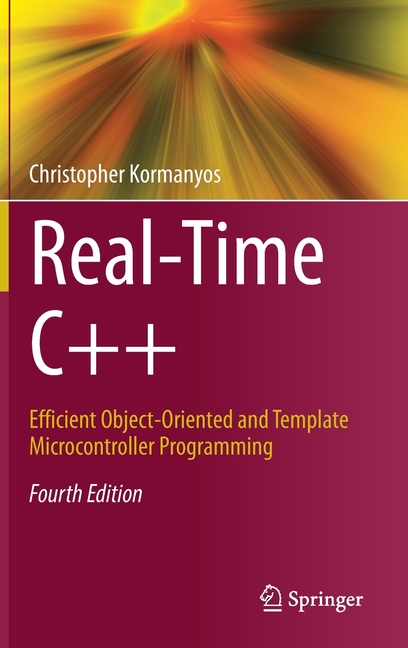 Christopher Kormanyos
Real-Time
C++
Efficient Object-Oriented and Template
Microcontroller Programming
Fourth Edition
Springer